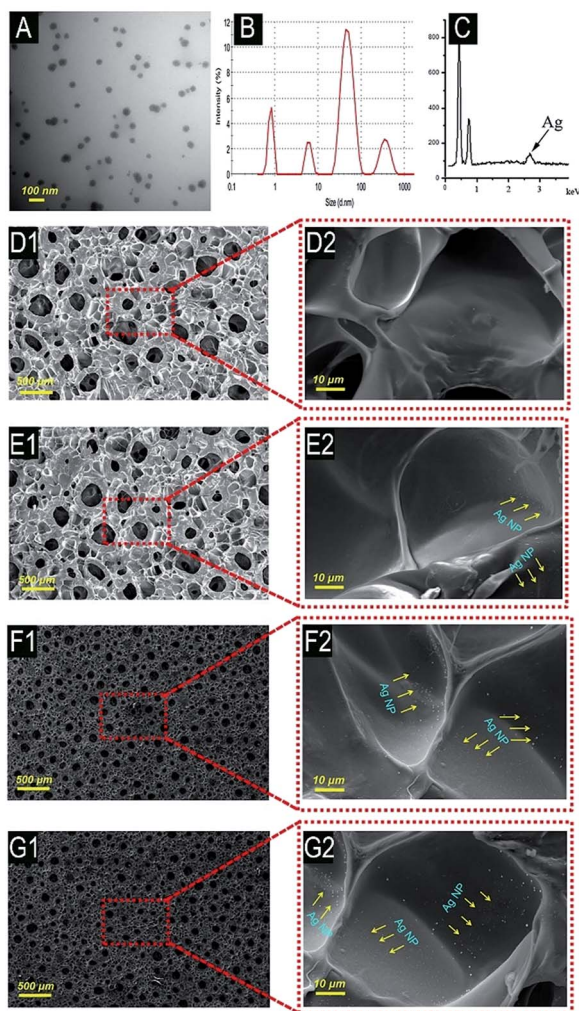 A
100 nm
B
Intensity (%)
12
10
8
6
4
2
0
0.1
1
10
100
1000
Size (d.nm)
C
800
600
400
200
0
Ag
0
1
2
3
keV
D1
500 µm
D2
10 µm
E1
500 µm
E2
Ag NP
Ag NP
10 µm
F1
500 µm
F2
Ag NP
Ag NP
10 µm
G1
500 µm
G2
Ag NP
Ag NP
Ag NP
10 µm